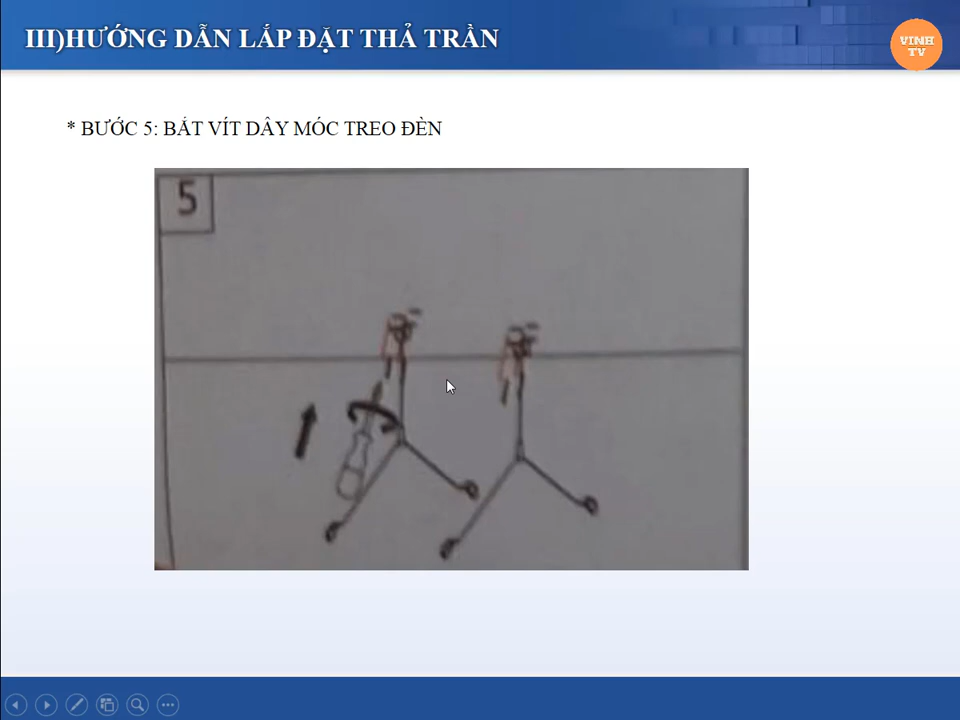 III)HƯỚNG DẪN LẮP ĐẶT THẢ TRẦN
VINH
TV
* BƯỚC 5: BẮT VÍT DÂY MÓC TREO ĐÈN
5